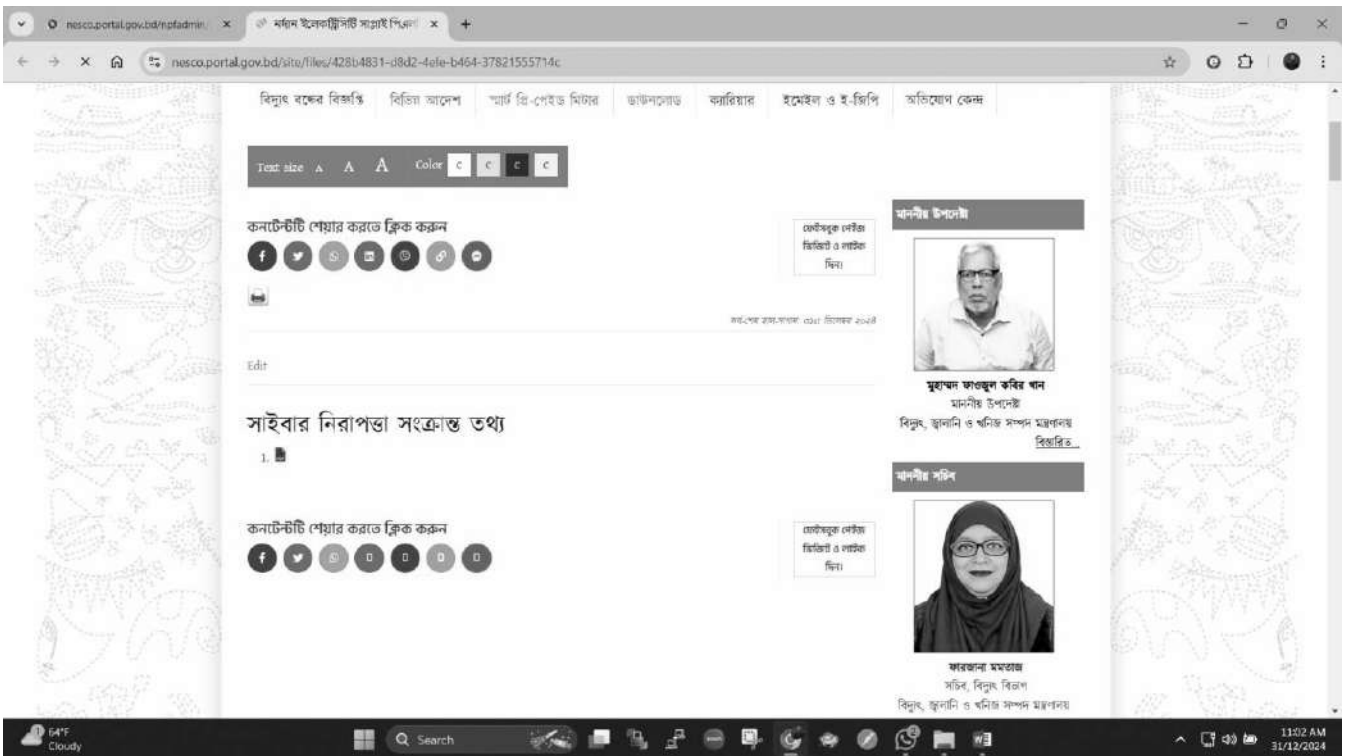 nesco.portal.gov.bd/npfadmin/
nesco.portal.gov.bd/site/files/428b4831-d8d2-4efe-b464-37821555714c
বিদ্যুৎ বন্ধের বিজ্ঞপ্তি বিভিন্ন আদেশ স্মার্ট প্রি-পেইড মিটার ডাউনলোড ক্যারিয়ার ইমেইল ও ই-জিপি অভিযোগ কেন্দ্র
Text size A A A Color C C C C
মাননীয় উপদেষ্টা
কনটেন্টটি শেয়ার করতে ক্লিক করুন
ফেইসবুক পেইজ
ভিজিট ও লাইক
দিন।
Edit
মুহাম্মদ ফাওজুল কবির খান
মাননীয় উপদেষ্টা
বিদ্যুৎ, জ্বালানি ও খনিজ সম্পদ মন্ত্রণালয়
বিস্তারিত...
সাইবার নিরাপত্তা সংক্রান্ত তথ্য
1.
মাননীয় সচিব
কনটেন্টটি শেয়ার করতে ক্লিক করুন
ফেইসবুক পেইজ
ভিজিট ও লাইক
দিন।
ফারজানা মমতাজ
সচিব, বিদ্যুৎ বিভাগ
বিদ্যুৎ, জ্বালানি ও খনিজ সম্পদ মন্ত্রণালয়
64°F
Cloudy
Search
11:02 AM
31/12/2024